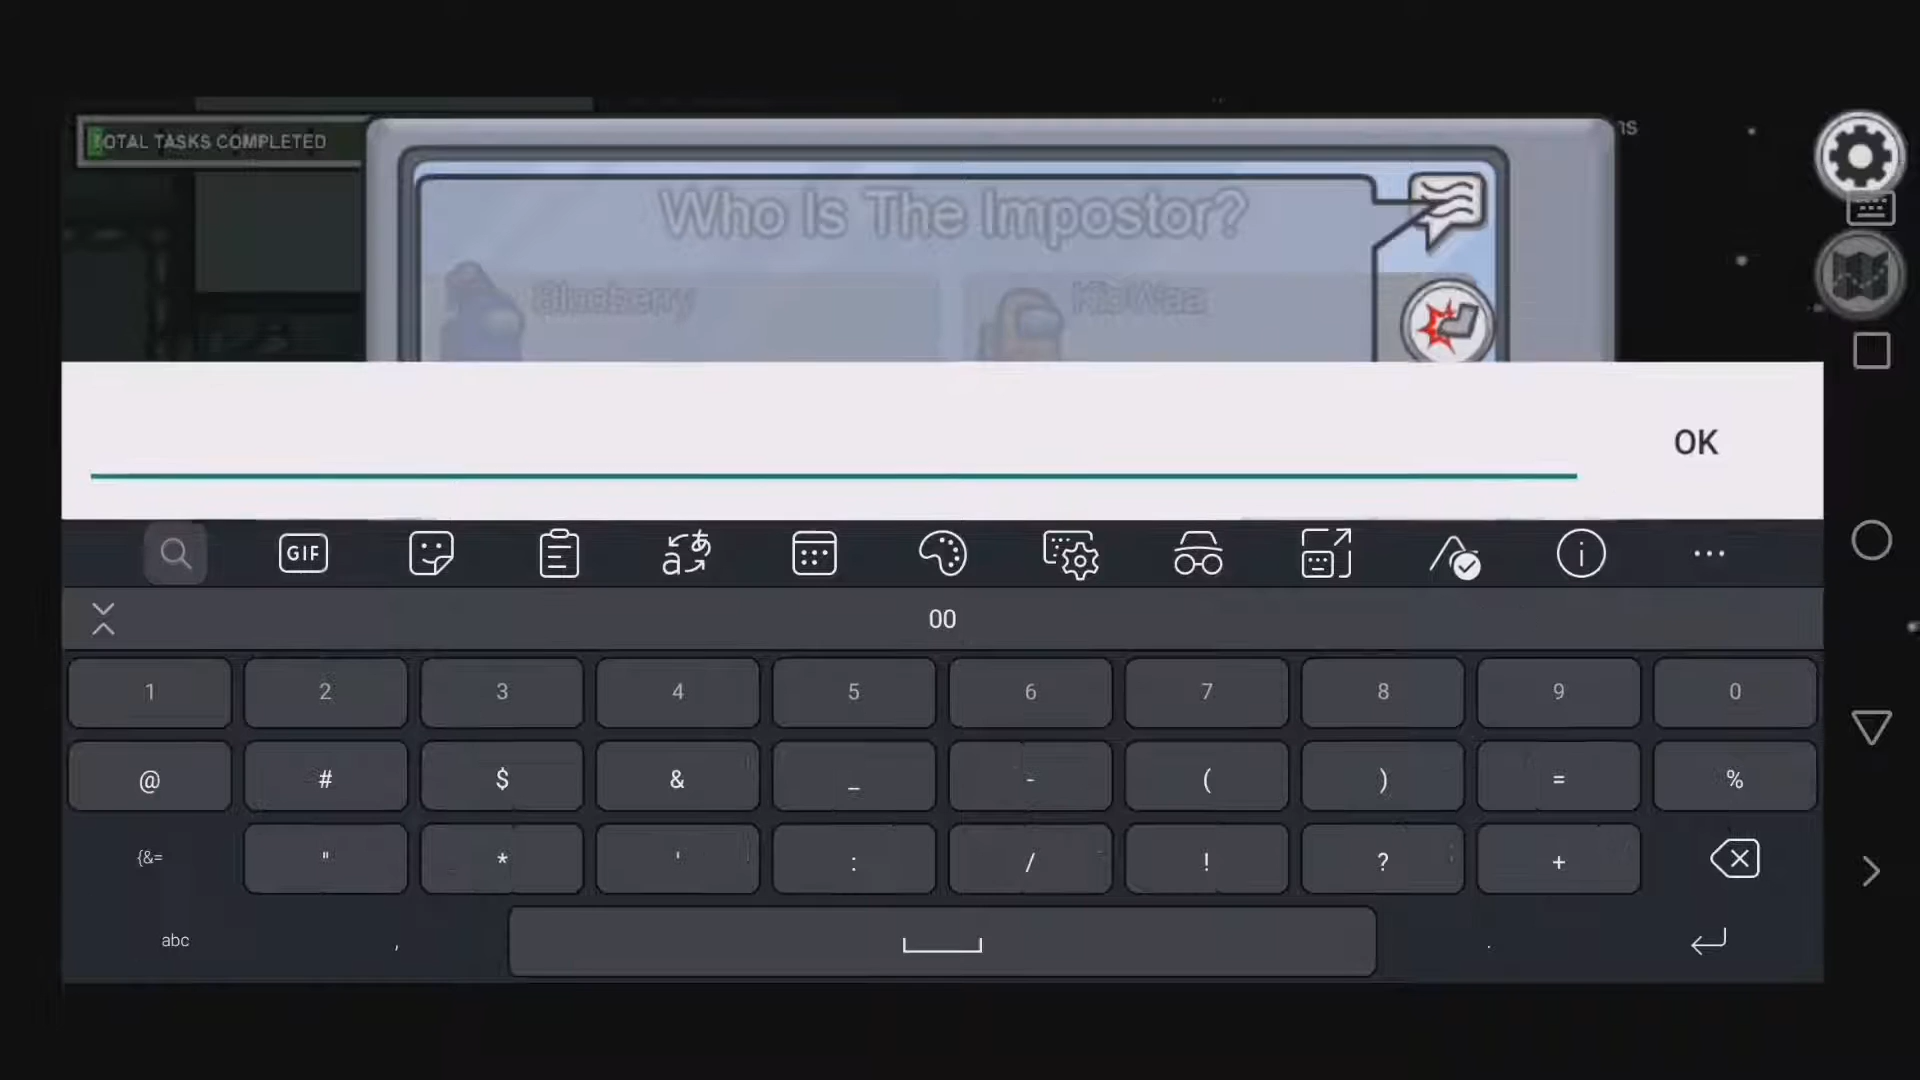 TOTAL TASKS COMPLETED
Who Is The Impostor?
Blueberry
OK
GIF
00
1 2 3 4 5 6 7 8 9 0
@ # $ & _ - ( ) = %
{&= " * ' : / ! ? +
abc , .